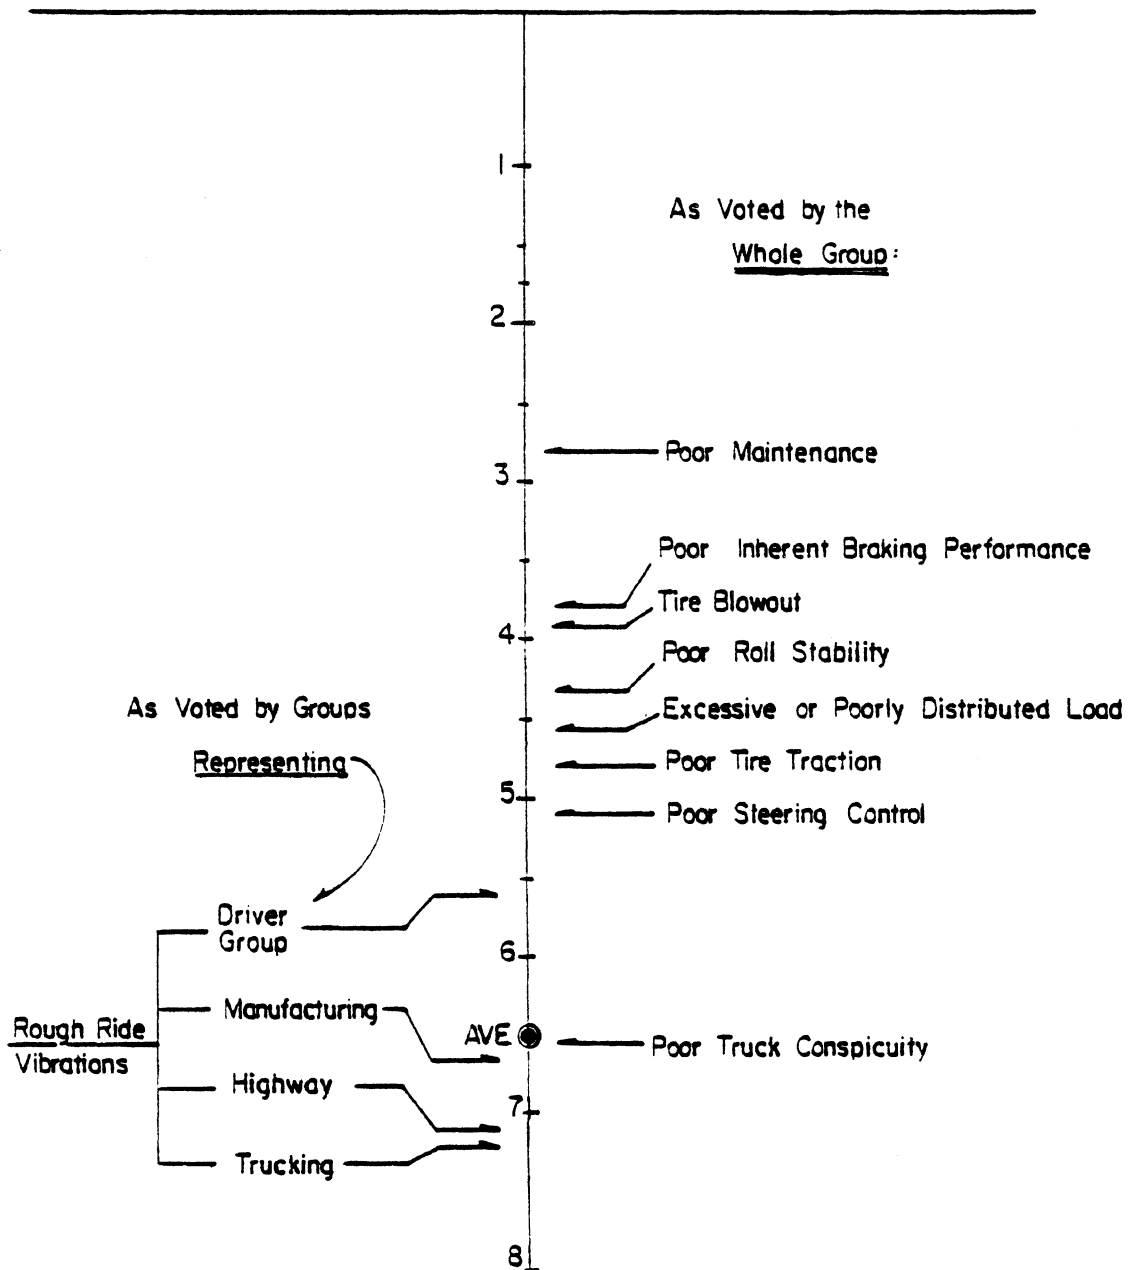 1
As Voted by the
Whole Group:
2
Poor Maintenance
3
Poor Inherent Braking Performance
Tire Blowout
4
Poor Roll Stability
As Voted by Groups
Excessive or Poorly Distributed Load
Representing
Poor Tire Traction
5
Poor Steering Control
Driver
Group
6
Manufacturing
Rough Ride
Vibrations
AVE
Poor Truck Conspicuity
Highway
7
Trucking
8